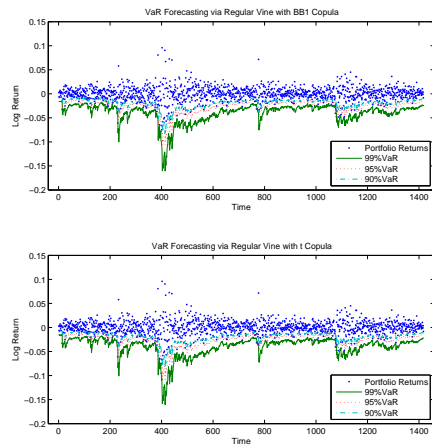 VaR Forecasting via Regular Vine with BB1 Copula
0.15
0.1
0.05
0
−0.05
−0.1
−0.15
−0.2
Log Return
0 200 400 600 800 1000 1200 1400
Time
Portfolio Returns
99%VaR
95%VaR
90%VaR
VaR Forecasting via Regular Vine with t Copula
0.15
0.1
0.05
0
−0.05
−0.1
−0.15
−0.2
Log Return
0 200 400 600 800 1000 1200 1400
Time
Portfolio Returns
99%VaR
95%VaR
90%VaR